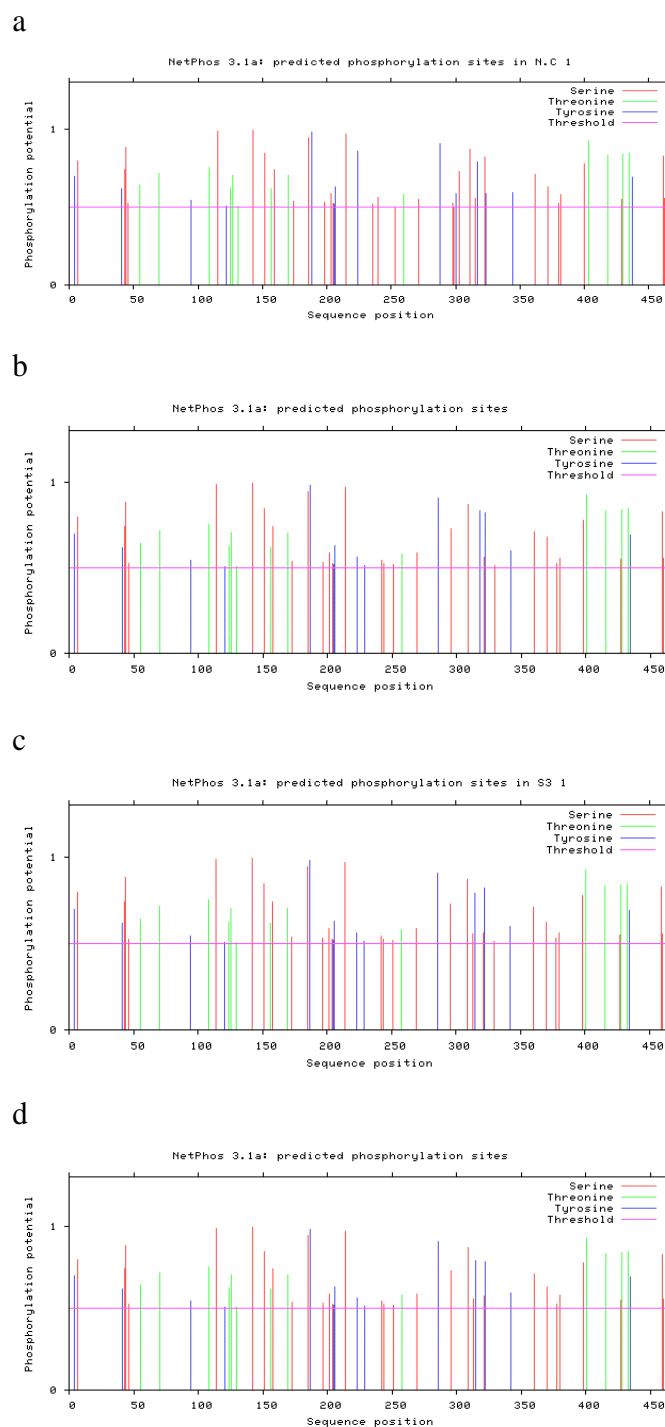 a
NetPhos 3.1a: predicted phosphorylation sites in N.C 1
Serine
Threonine
Tyrosine
Threshold
Phosphorylation potential
1
0
0 50 100 150 200 250 300 350 400 450
Sequence position
b
NetPhos 3.1a: predicted phosphorylation sites
Serine
Threonine
Tyrosine
Threshold
Phosphorylation potential
1
0
0 50 100 150 200 250 300 350 400 450
Sequence position
c
NetPhos 3.1a: predicted phosphorylation sites in S3 1
Serine
Threonine
Tyrosine
Threshold
Phosphorylation potential
1
0
0 50 100 150 200 250 300 350 400 450
Sequence position
d
NetPhos 3.1a: predicted phosphorylation sites
Serine
Threonine
Tyrosine
Threshold
Phosphorylation potential
1
0
0 50 100 150 200 250 300 350 400 450
Sequence position